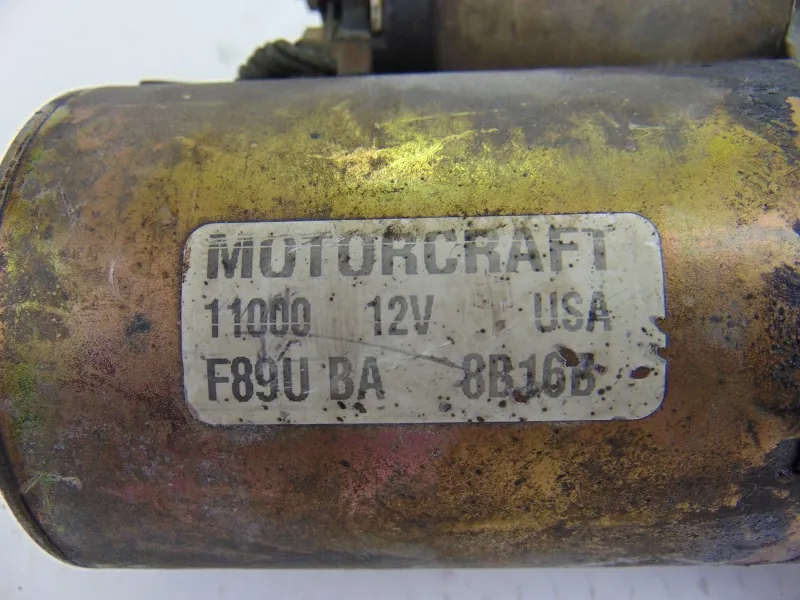 MOTORCRAFT
11000 12V USA
F89U BA 8B16B